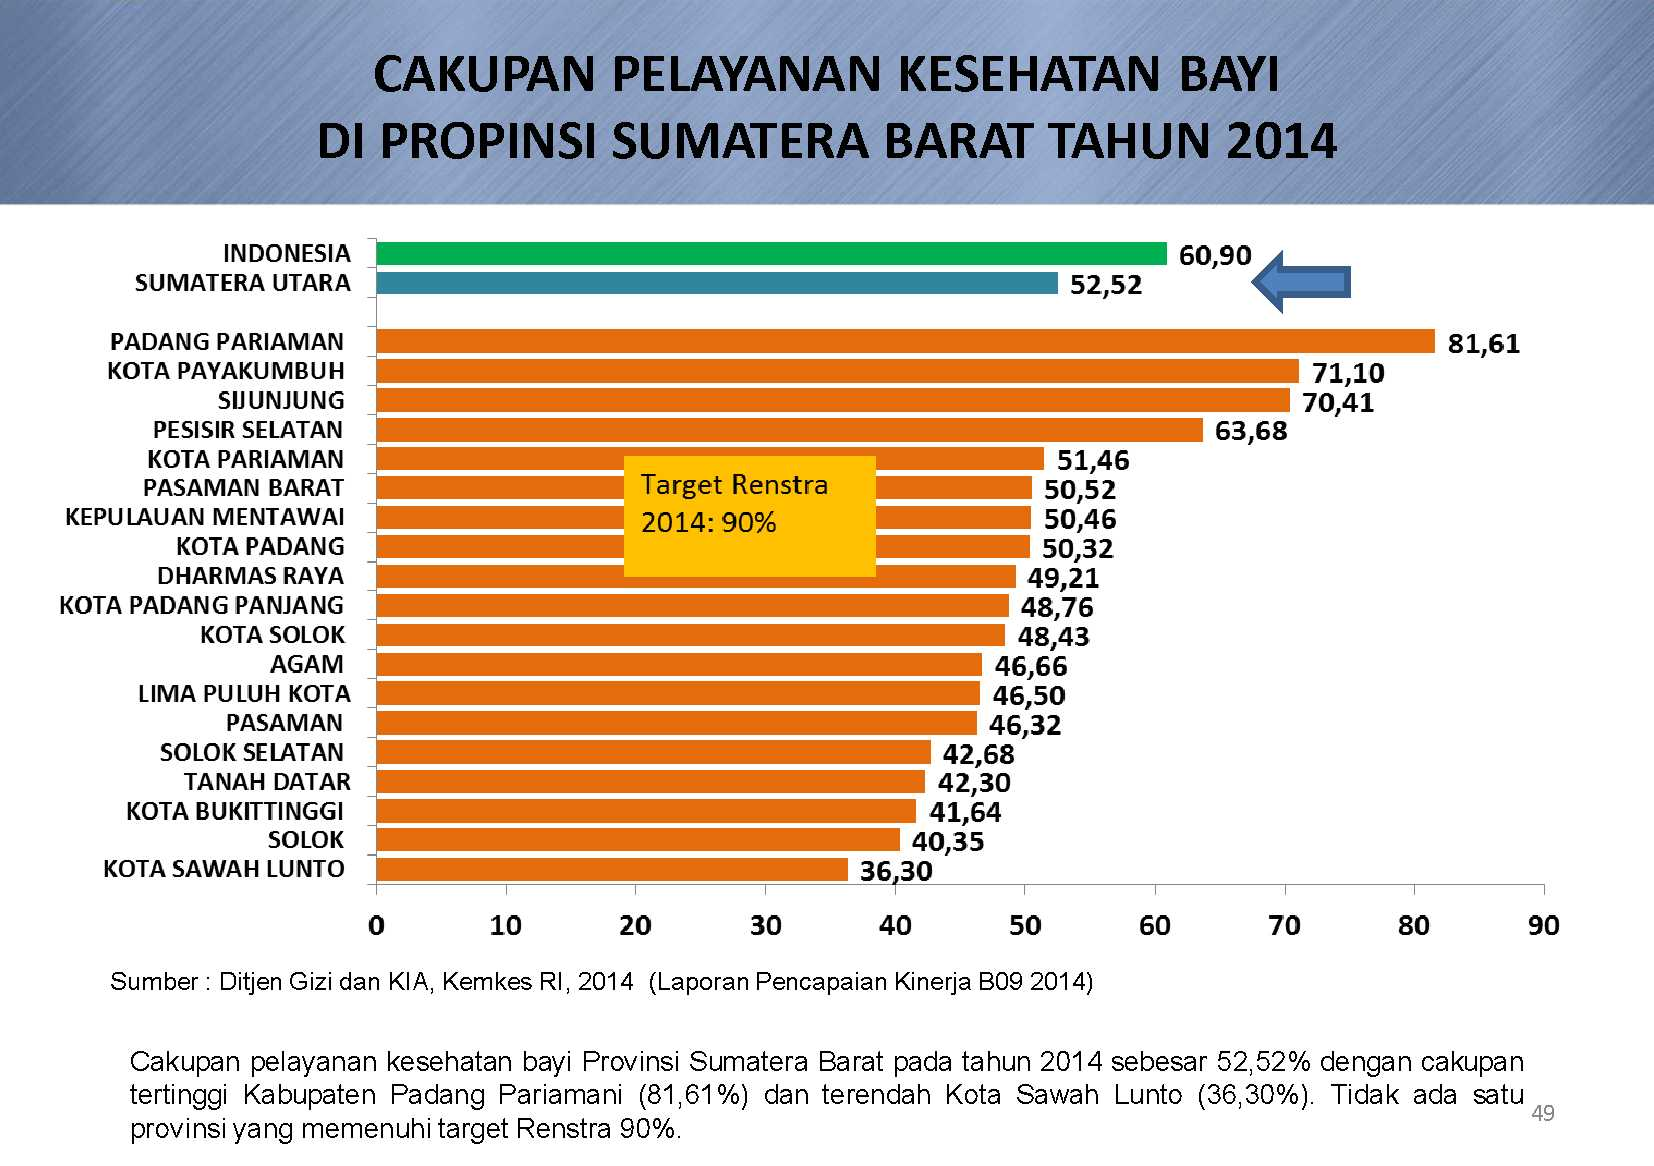 CAKUPAN PELAYANAN KESEHATAN BAYI
DI PROPINSI SUMATERA BARAT TAHUN 2014
INDONESIA 60,90
SUMATERA UTARA 52,52
PADANG PARIAMAN 81,61
KOTA PAYAKUMBUH 71,10
SIJUNJUNG 70,41
PESISIR SELATAN 63,68
KOTA PARIAMAN 51,46
PASAMAN BARAT 50,52
KEPULAUAN MENTAWAI 50,46
KOTA PADANG 50,32
DHARMAS RAYA 49,21
KOTA PADANG PANJANG 48,76
KOTA SOLOK 48,43
AGAM 46,66
LIMA PULUH KOTA 46,50
PASAMAN 46,32
SOLOK SELATAN 42,68
TANAH DATAR 42,30
KOTA BUKITTINGGI 41,64
SOLOK 40,35
KOTA SAWAH LUNTO 36,30
Target Renstra
2014: 90%
0 10 20 30 40 50 60 70 80 90
Sumber : Ditjen Gizi dan KIA, Kemkes RI, 2014 (Laporan Pencapaian Kinerja B09 2014)
Cakupan pelayanan kesehatan bayi Provinsi Sumatera Barat pada tahun 2014 sebesar 52,52% dengan cakupan
tertinggi Kabupaten Padang Pariamani (81,61%) dan terendah Kota Sawah Lunto (36,30%). Tidak ada satu
provinsi yang memenuhi target Renstra 90%.
49